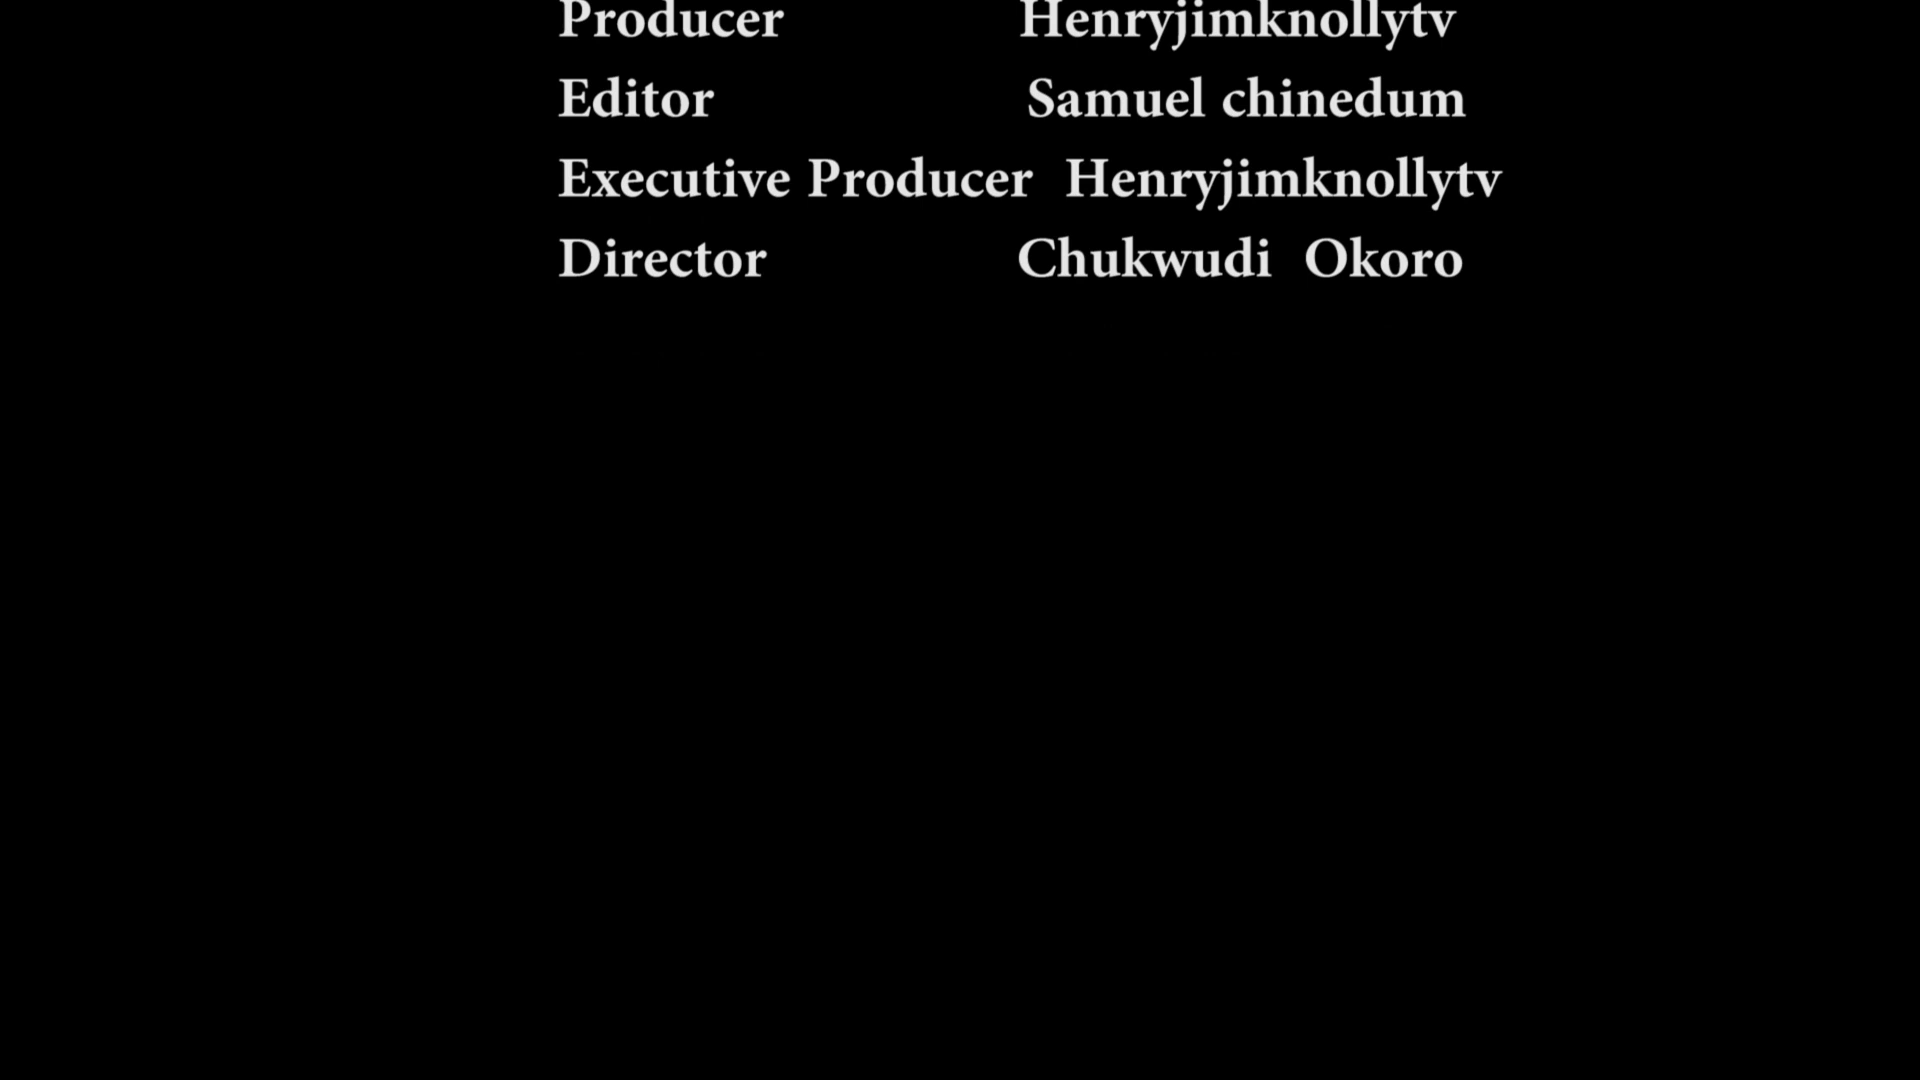 Producer Henryjimknollytv
Editor Samuel chinedum
Executive Producer Henryjimknollytv
Director Chukwudi Okoro